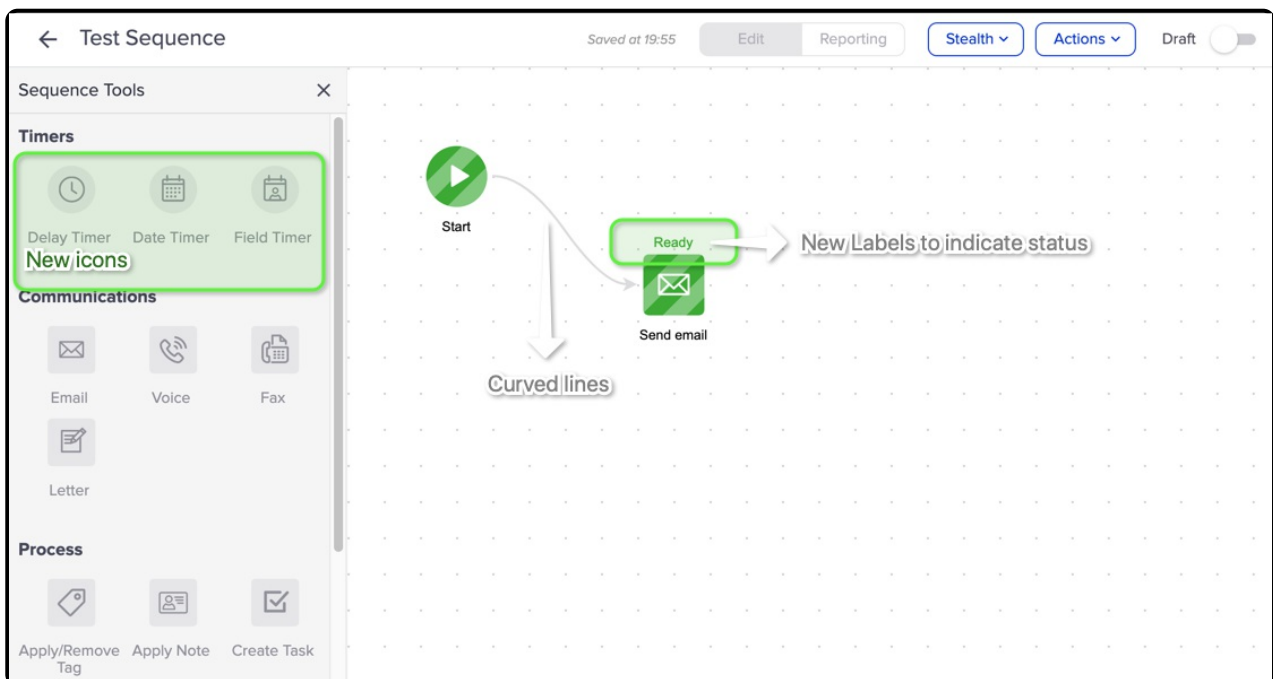 Test Sequence
Saved at 19:55
Edit
Reporting
Stealth
Actions
Draft
Sequence Tools
Timers
Delay Timer
Date Timer
Field Timer
New icons
Communications
Email
Voice
Fax
Letter
Process
Apply/Remove
Tag
Apply Note
Create Task
Start
Ready
New Labels to indicate status
Send email
Curved lines